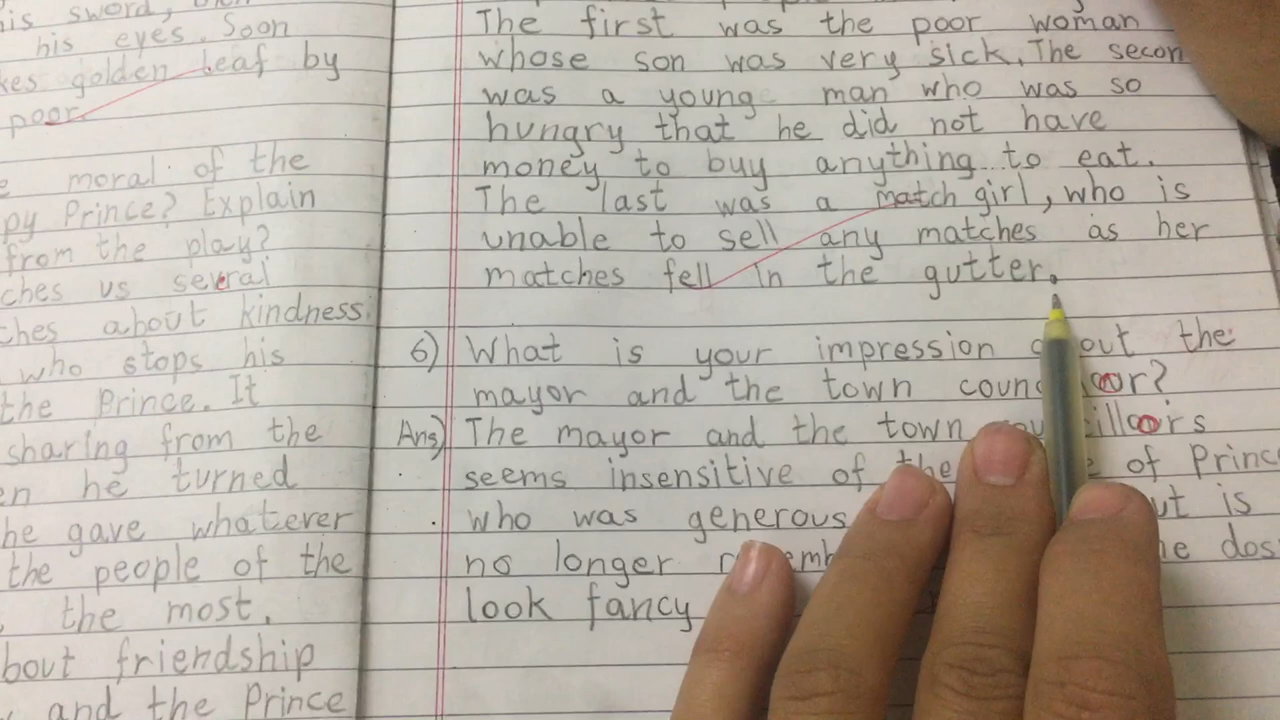 his sword,
his eyes. Soon
kes golden leaf by
poor
moral of the
py Prince? Explain
from the play?
ches us several
ches about kindness.
who stops his
the Prince. It
sharing from the
en he turned
he gave whatever
the people of the
the most.
bout friendship
and the Prince
The first was the poor woman
whose son was very sick. The secon
was a young man who was so
hungry that he did not have
money to buy anything to eat.
The last was a match girl, who is
unable to sell any matches as her
matches fell in the gutter.
6) What is your impression about the
mayor and the town
Ans) The mayor and the town
seems insensitive of the of Princ
who was generous but is
no longer
look fancy